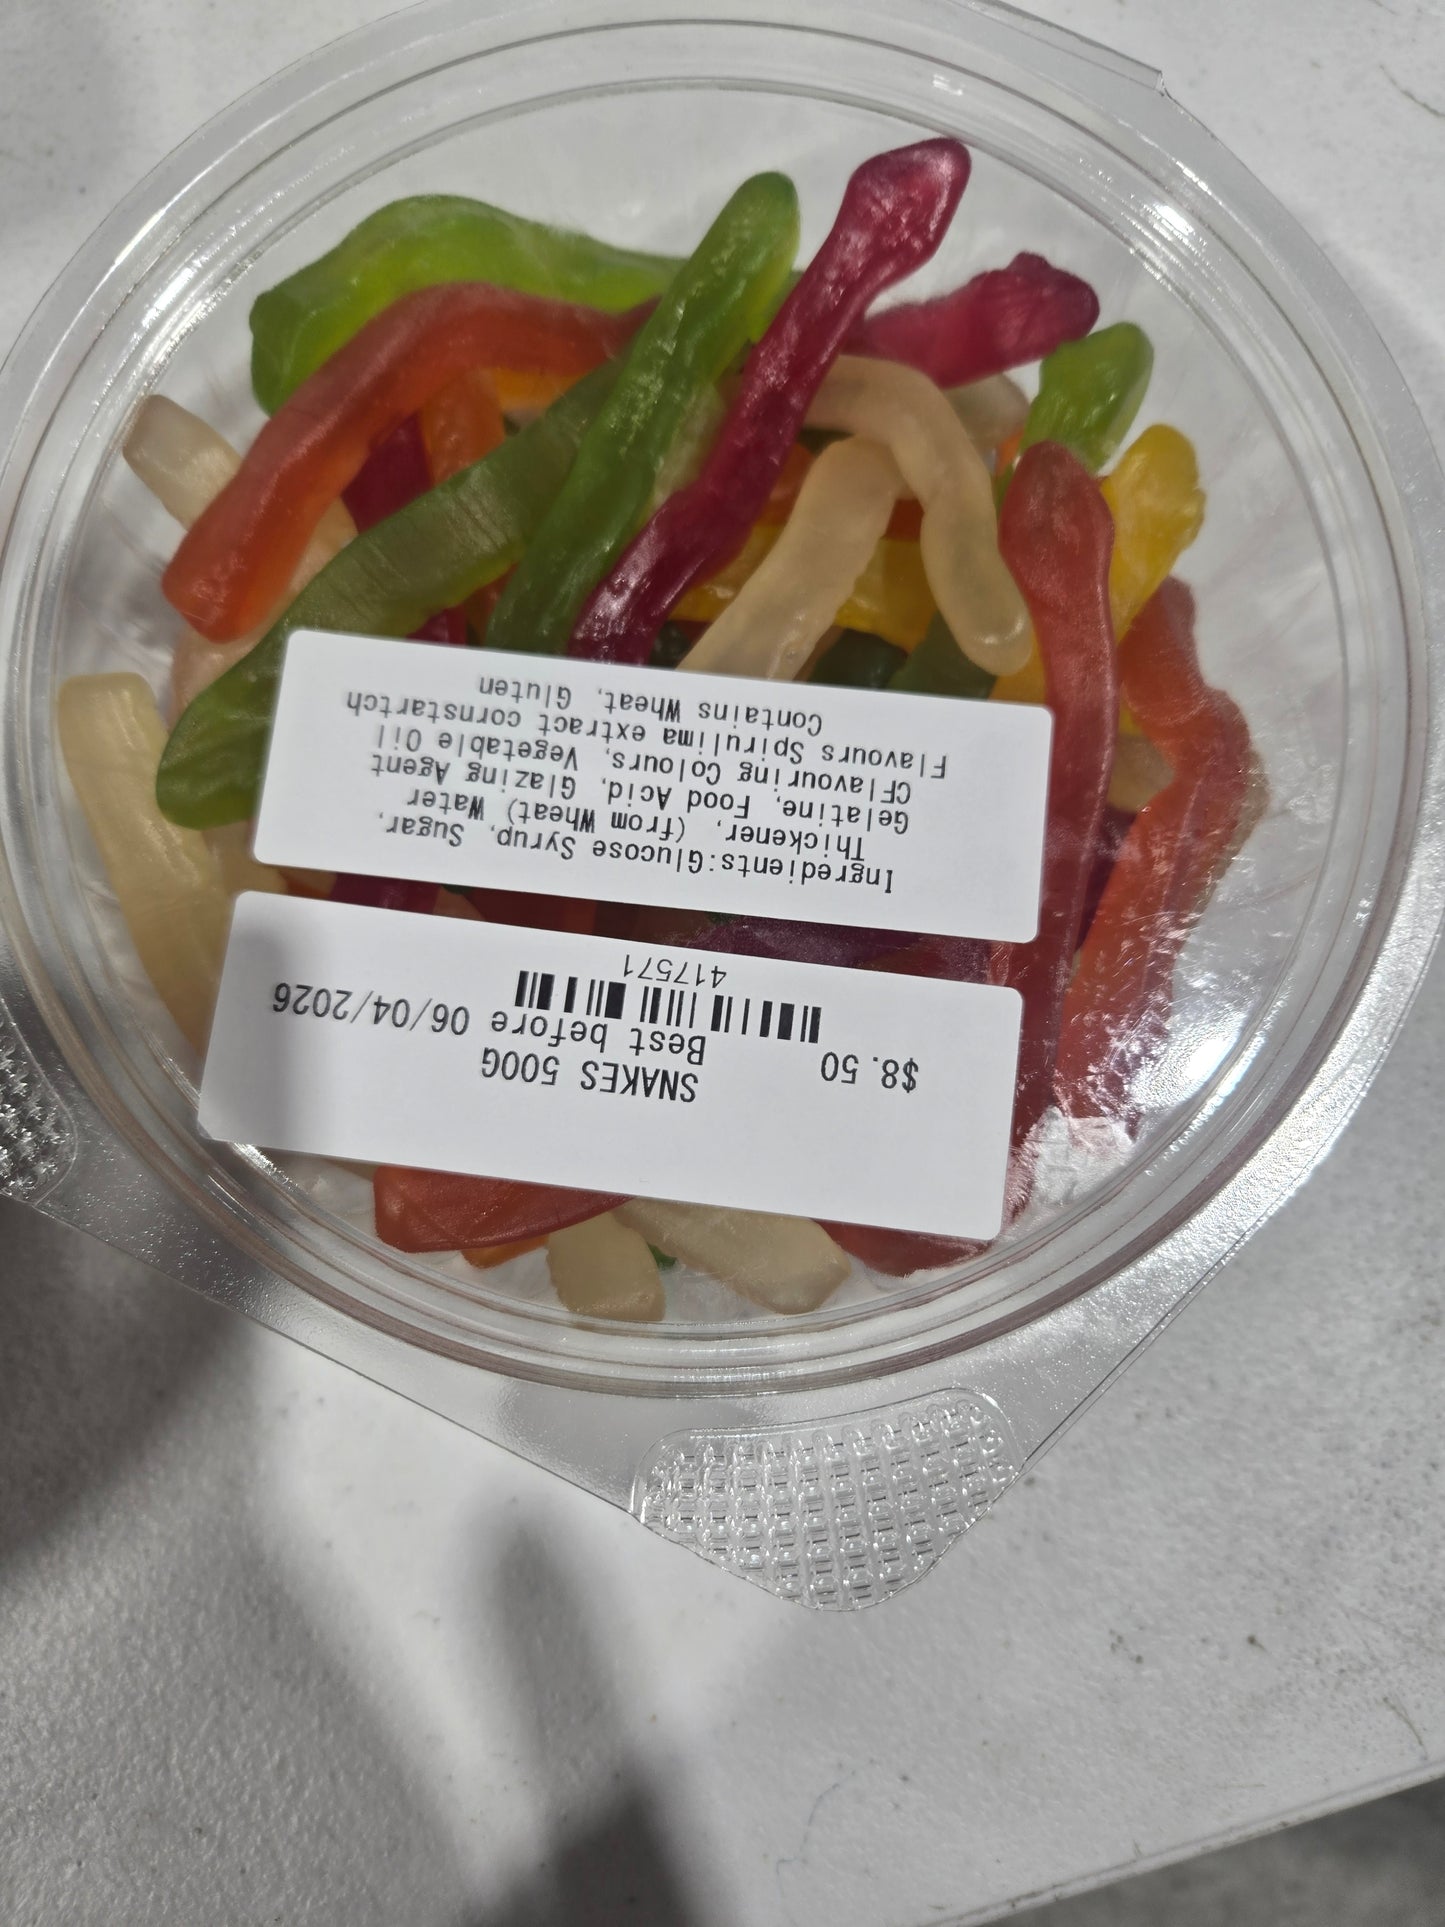 $8.50
SNAKES 500G
Best before 06/04/2026
417571
Ingredients:Glucose Syrup, Sugar,
Thickener, (from Wheat) Water
Gelatine, Food Acid, Glazing Agent
CFlavouring Colours, Vegetable Oil
Flavours Spirulima extract cornstartch
Contains Wheat, Gluten